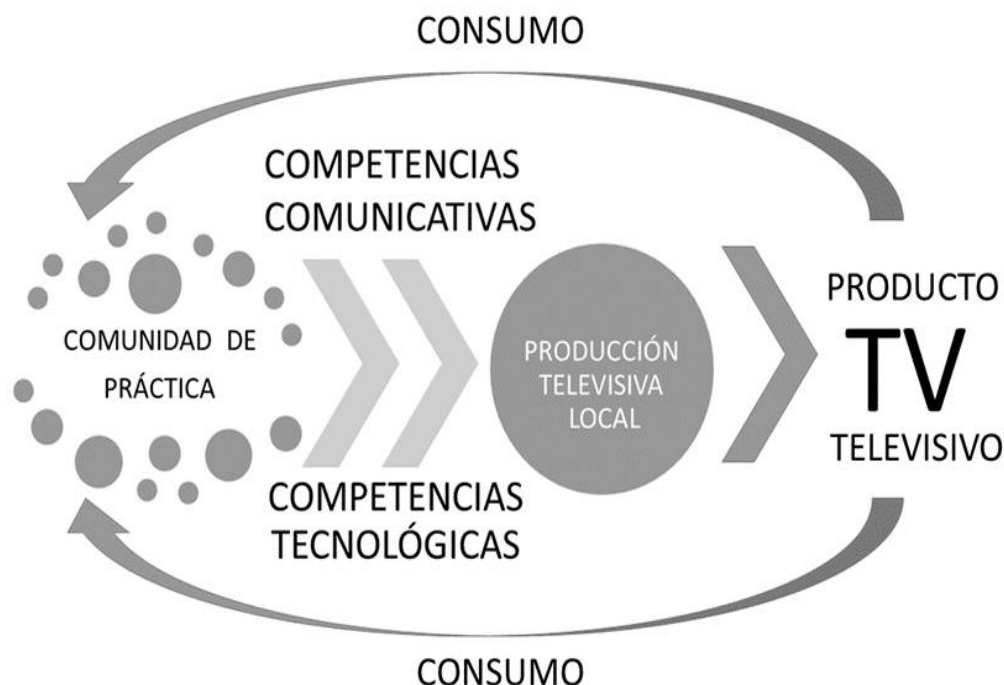 CONSUMO
COMPETENCIAS
COMUNICATIVAS
COMUNIDAD DE
PRÁCTICA
PRODUCCIÓN
TELEVISIVA
LOCAL
PRODUCTO
TV
TELEVISIVO
COMPETENCIAS
TECNOLÓGICAS
CONSUMO